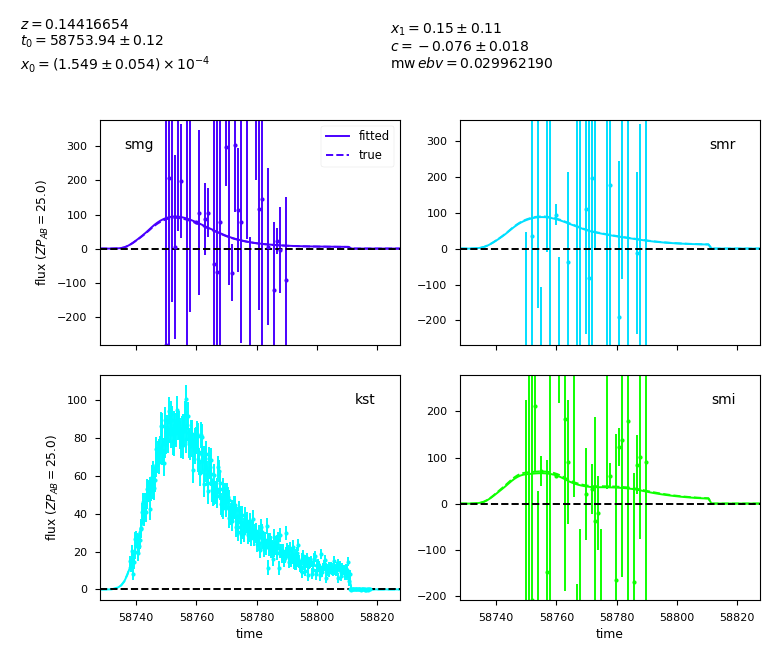 z = 0.14416654
t₀ = 58753.94 ± 0.12
x₀ = (1.549 ± 0.054) × 10⁻⁴
x₁ = 0.15 ± 0.11
c = −0.076 ± 0.018
mw ebv = 0.029962190
smg
fitted
true
300
200
100
0
−100
−200
flux (ZP_AB = 25.0)
smr
300
200
100
0
−100
−200
kst
100
80
60
40
20
0
flux (ZP_AB = 25.0)
58740 58760 58780 58800 58820
time
smi
200
100
0
−100
−200
58740 58760 58780 58800 58820
time